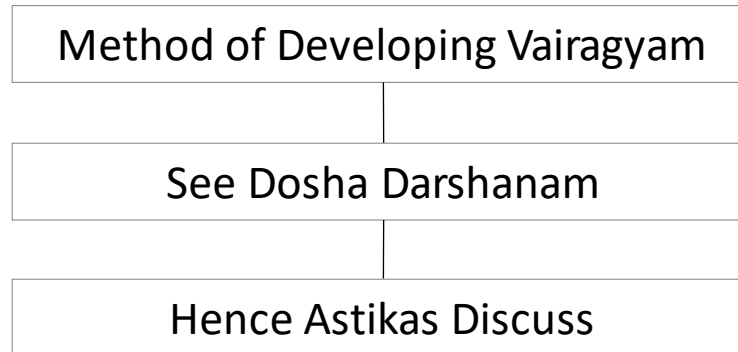 Method of Developing Vairagyam
See Dosha Darshanam
Hence Astikas Discuss